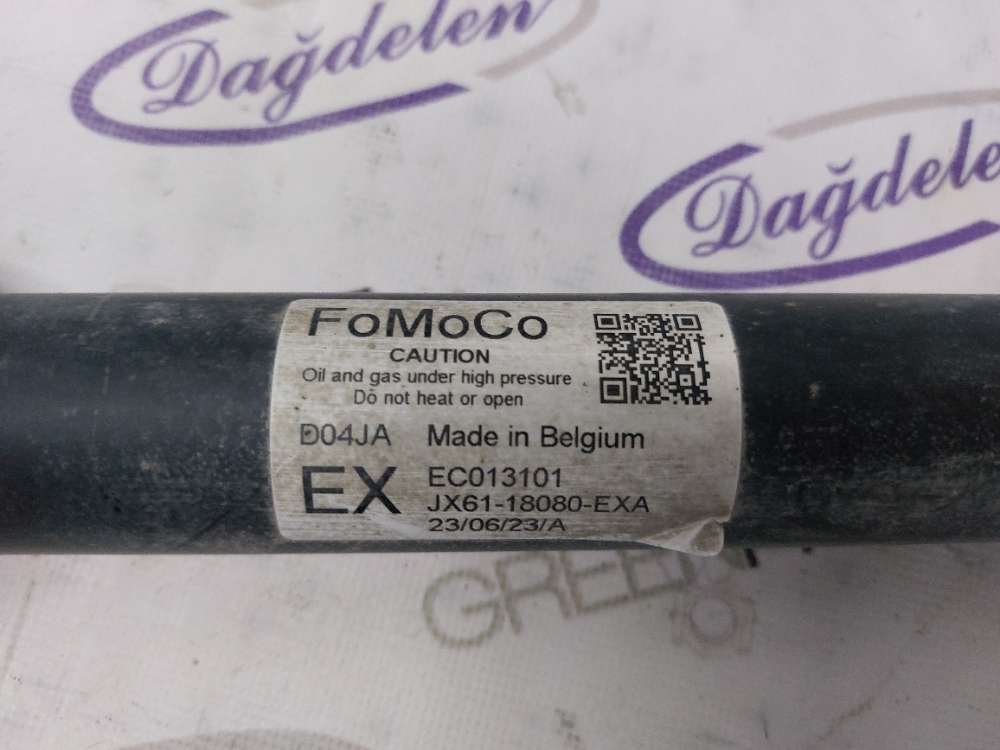 Dağdelen
Dağdelen
FoMoCo
CAUTION
Oil and gas under high pressure
Do not heat or open
D04JA Made in Belgium
EX
EC013101
JX61-18080-EXA
23/06/23/A
GREEN